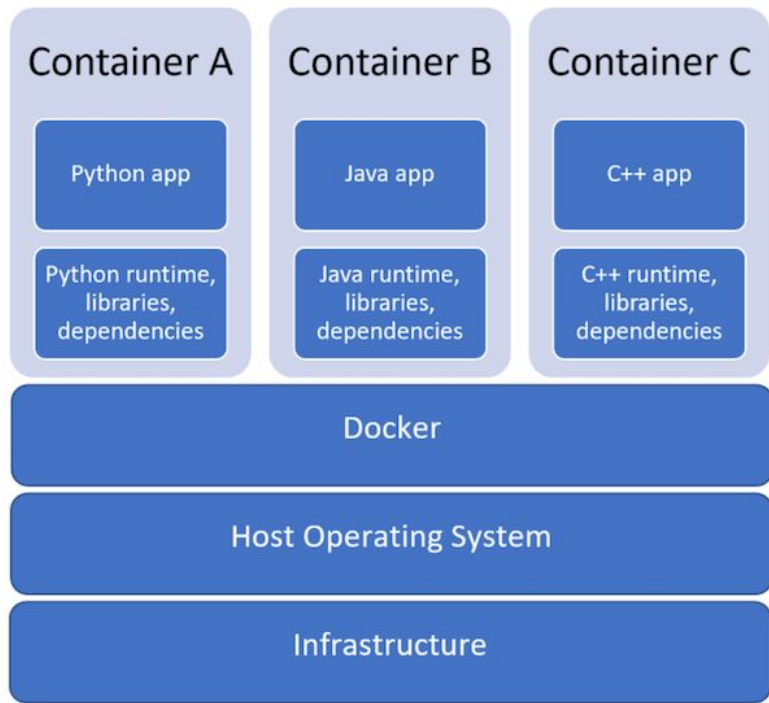 Container A
Python app
Python runtime,
libraries,
dependencies
Container B
Java app
Java runtime,
libraries,
dependencies
Container C
C++ app
C++ runtime,
libraries,
dependencies
Docker
Host Operating System
Infrastructure